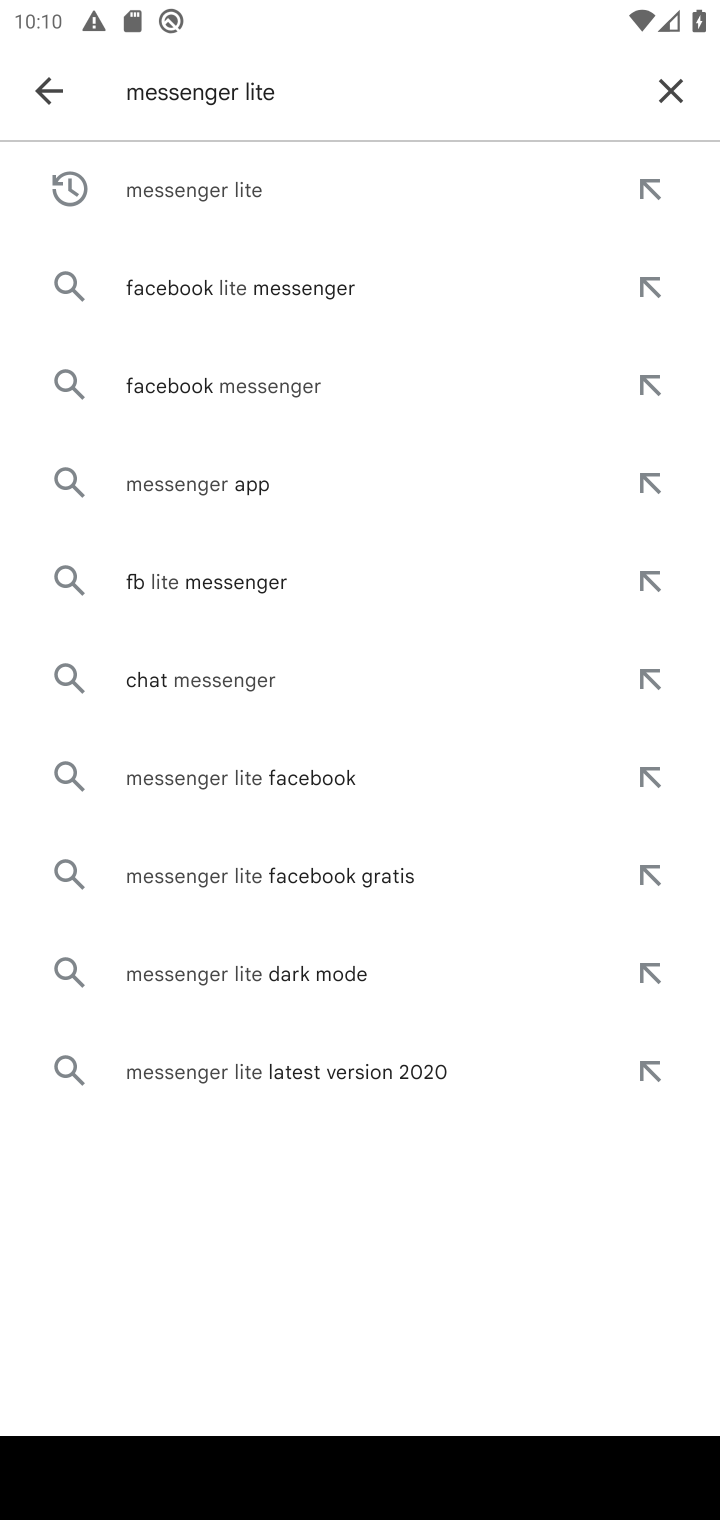 10:10
messenger lite
messenger lite
facebook lite messenger
facebook messenger
messenger app
fb lite messenger
chat messenger
messenger lite facebook
messenger lite facebook gratis
messenger lite dark mode
messenger lite latest version 2020